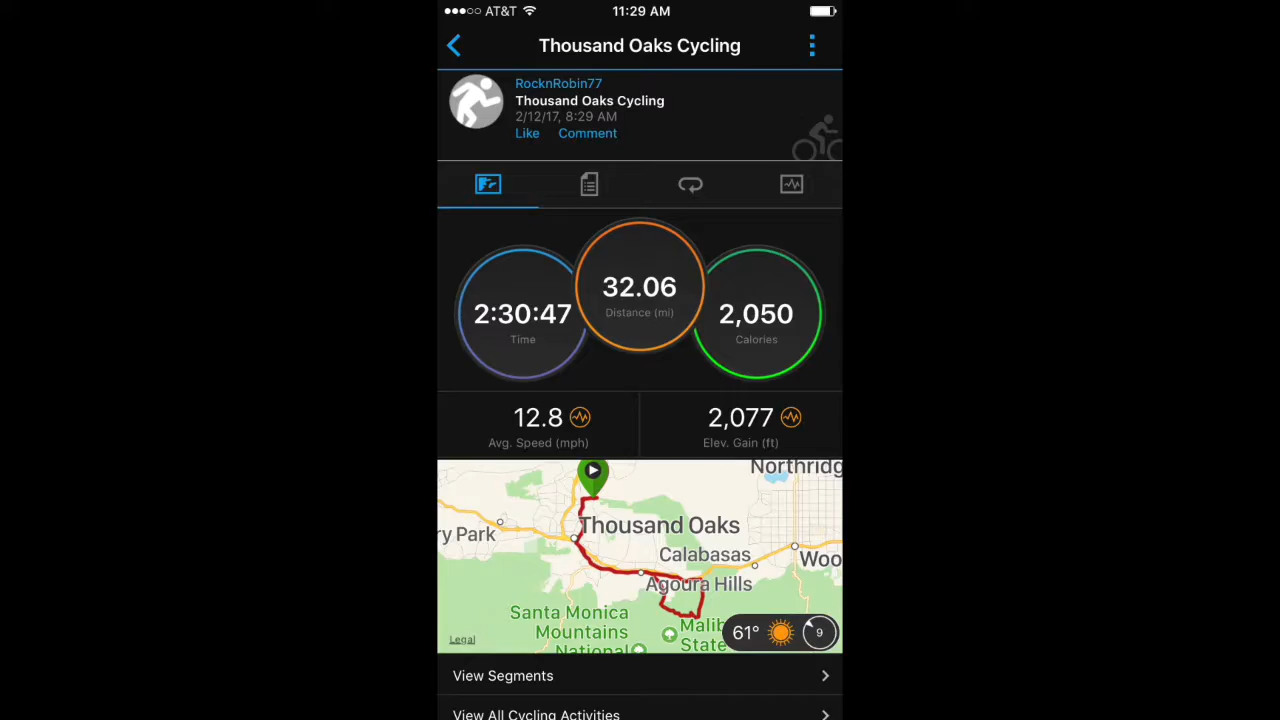 AT&T 11:29 AM
Thousand Oaks Cycling
RocknRobin77
Thousand Oaks Cycling
2/12/17, 8:29 AM
Like Comment
2:30:47
Time
32.06
Distance (mi)
2,050
Calories
12.8
Avg. Speed (mph)
2,077
Elev. Gain (ft)
Northridg
Thousand Oaks
ry Park
Calabasas
Woo
Agoura Hills
Santa Monica
Mountains
National
Malib
State
61° 9
Legal
View Segments
View All Cycling Activities